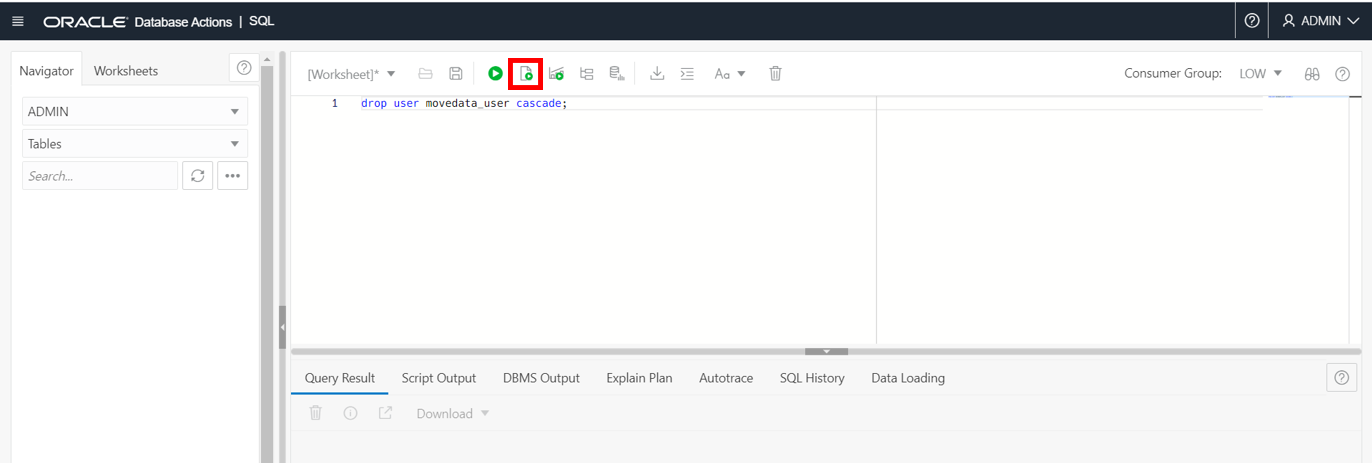 ORACLE Database Actions | SQL
ADMIN
Navigator Worksheets
[Worksheet]* Aa Consumer Group: LOW
ADMIN
Tables
Search...
1 drop user movedata_user cascade;
Query Result Script Output DBMS Output Explain Plan Autotrace SQL History Data Loading
Download